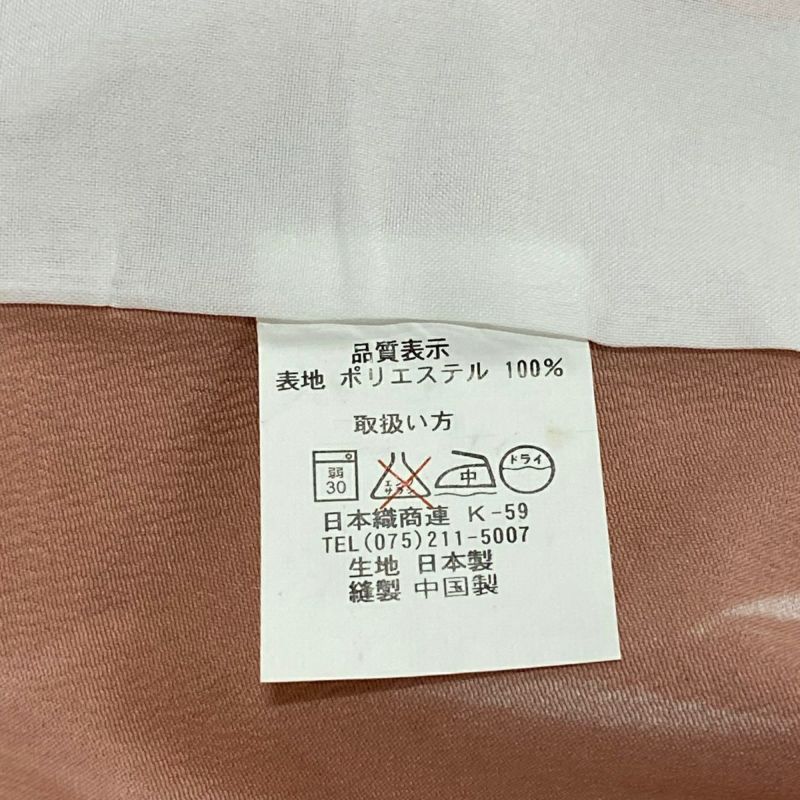 品質表示
表地 ポリエステル 100%
取扱い方
弱 30 エンソ サラシ 中 ドライ
日本織商連 K-59
TEL(075)211-5007
生地 日本製
縫製 中国製